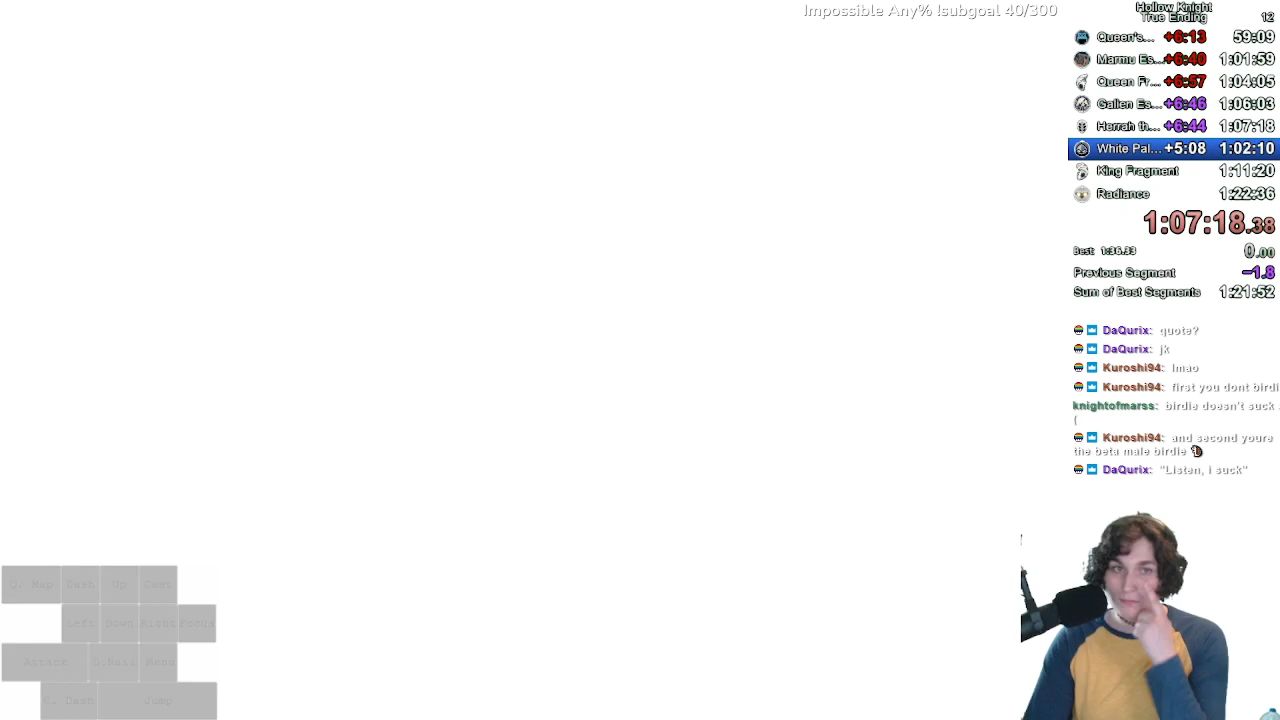 Impossible Any% !subgoal 40/300
Hollow Knight
True Ending 12
Queen's... +6:13 59:09
Marmu Es... +6:40 1:01:59
Queen Fr... +6:57 1:04:05
Galien Es... +6:46 1:06:03
Herrah th... +6:44 1:07:18
White Pal... +5:08 1:02:10
King Fragment 1:11:20
Radiance 1:22:36
1:07:18.38
Best: 1:36.33 0.00
Previous Segment −1.8
Sum of Best Segments 1:21:52
DaQurix: quote?
DaQurix: jk
Kuroshi94: lmao
Kuroshi94: first you dont birdi
knightofmarss: birdie doesn't suck :
(
Kuroshi94: and second youre
the beta male birdie
DaQurix: "Listen, I suck"
Q. Map Dash Up Cast
Left Down Right Focus
Attack D.Nail Menu
C. Dash Jump